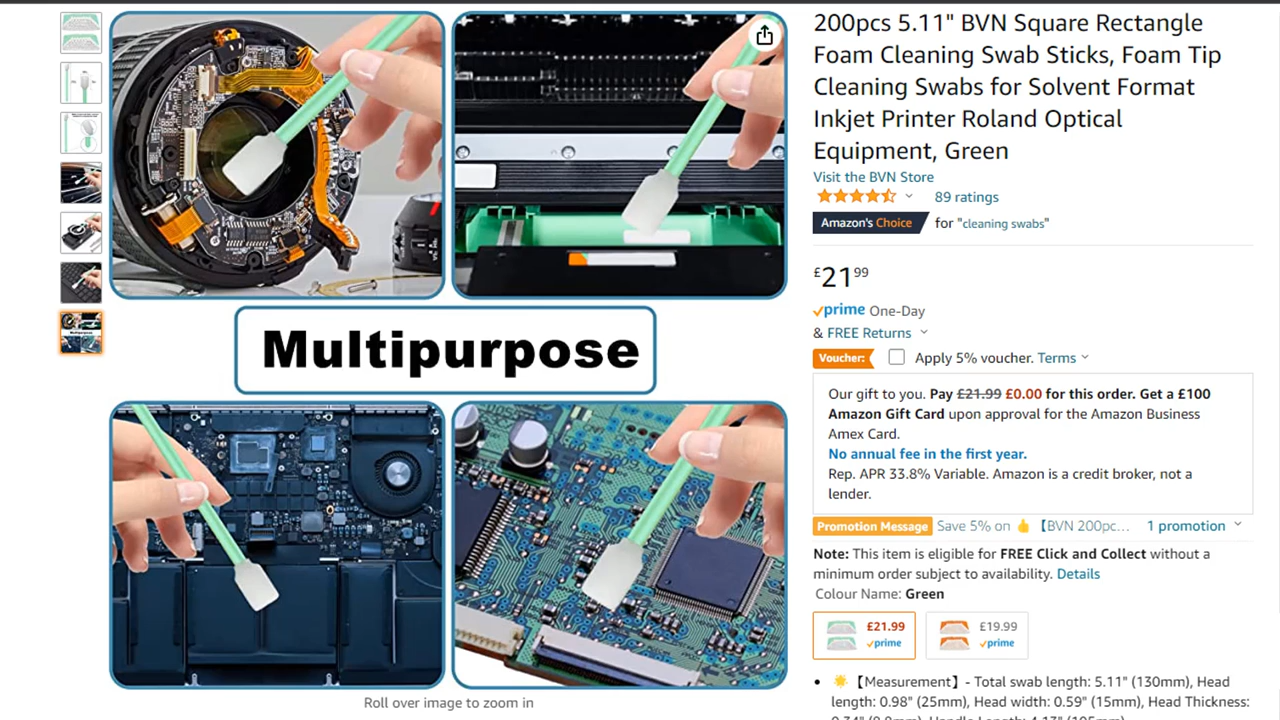 200pcs 5.11" BVN Square Rectangle
Foam Cleaning Swab Sticks, Foam Tip
Cleaning Swabs for Solvent Format
Inkjet Printer Roland Optical
Equipment, Green
Visit the BVN Store
89 ratings
Amazon's Choice for "cleaning swabs"
£21 99
prime One-Day
& FREE Returns
Voucher: Apply 5% voucher. Terms
Our gift to you. Pay £21.99 £0.00 for this order. Get a £100
Amazon Gift Card upon approval for the Amazon Business
Amex Card.
No annual fee in the first year.
Rep. APR 33.8% Variable. Amazon is a credit broker, not a
lender.
Promotion Message Save 5% on 👍【BVN 200pc... 1 promotion
Note: This item is eligible for FREE Click and Collect without a
minimum order subject to availability. Details
Colour Name: Green
£21.99 £19.99
prime prime
• 🌟【Measurement】- Total swab length: 5.11" (130mm), Head
length: 0.98" (25mm), Head width: 0.59" (15mm), Head Thickness:
Multipurpose
Roll over image to zoom in